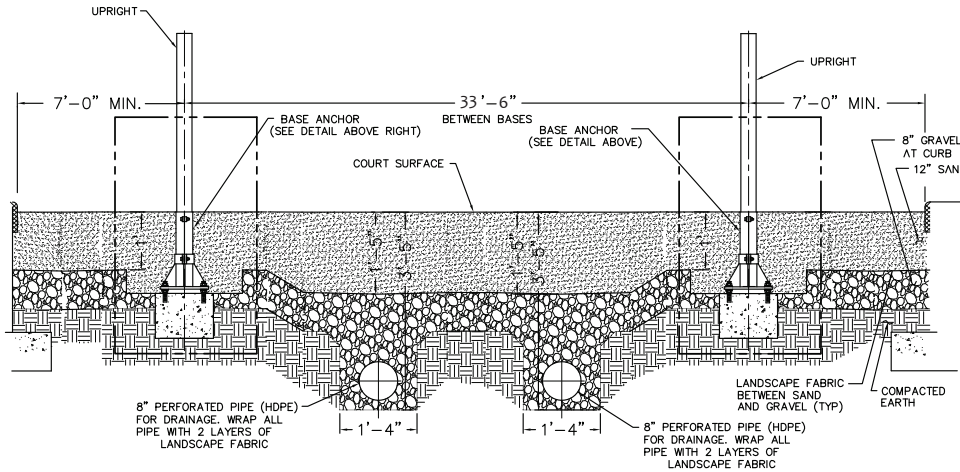 UPRIGHT
UPRIGHT
7'-0" MIN.
33'-6"
7'-0" MIN.
BETWEEN BASES
BASE ANCHOR
(SEE DETAIL ABOVE RIGHT)
BASE ANCHOR
(SEE DETAIL ABOVE)
8" GRAVEL
AT CURB
12" SAN
COURT SURFACE
1'
1'-5"
3'-5"
1'-5"
3'-5"
1'
8" PERFORATED PIPE (HDPE)
FOR DRAINAGE. WRAP ALL
PIPE WITH 2 LAYERS OF
LANDSCAPE FABRIC
1'-4"
1'-4"
8" PERFORATED PIPE (HDPE)
FOR DRAINAGE. WRAP ALL
PIPE WITH 2 LAYERS OF
LANDSCAPE FABRIC
LANDSCAPE FABRIC
BETWEEN SAND
AND GRAVEL (TYP)
COMPACTED
EARTH